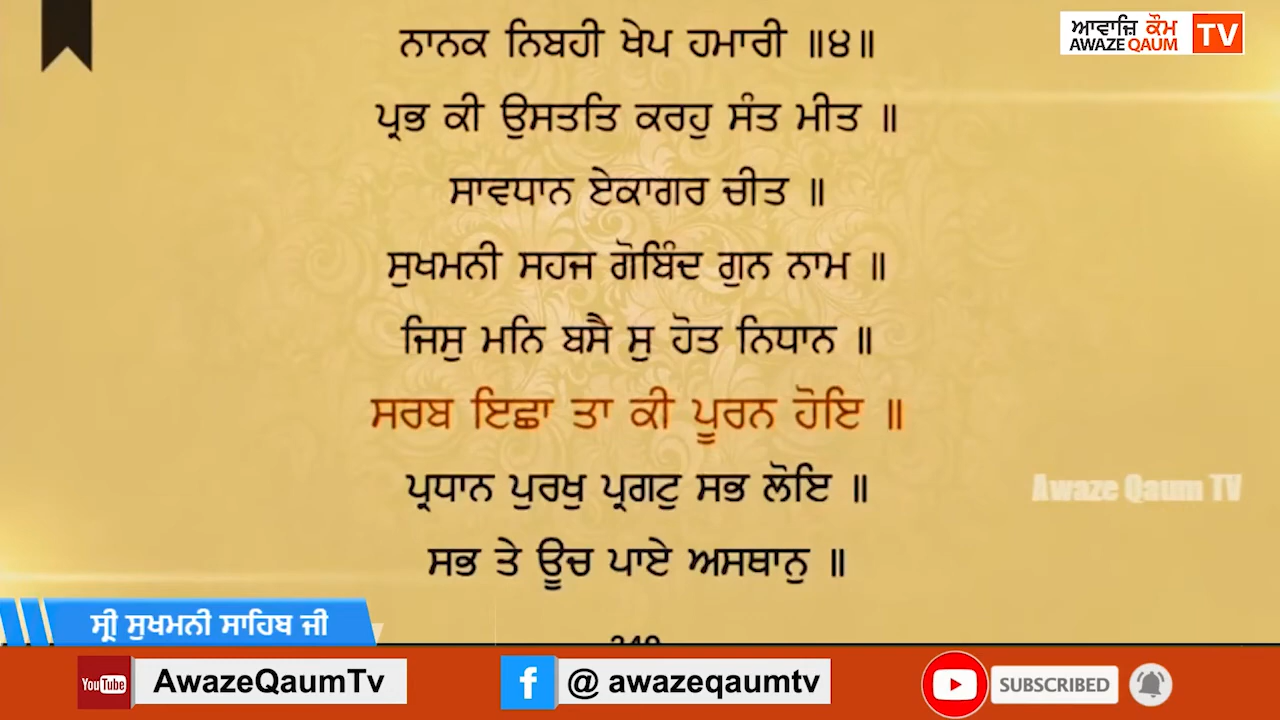 ਆਵਾਜ਼ਿ ਕੌਮ
AWAZE QAUM
TV
ਨਾਨਕ ਨਿਬਹੀ ਖੇਪ ਹਮਾਰੀ ॥੪॥
ਪ੍ਰਭ ਕੀ ਉਸਤਤਿ ਕਰਹੁ ਸੰਤ ਮੀਤ ॥
ਸਾਵਧਾਨ ਏਕਾਗਰ ਚੀਤ ॥
ਸੁਖਮਨੀ ਸਹਜ ਗੋਬਿੰਦ ਗੁਨ ਨਾਮ ॥
ਜਿਸੁ ਮਨਿ ਬਸੈ ਸੁ ਹੋਤ ਨਿਧਾਨ ॥
ਸਰਬ ਇਛਾ ਤਾ ਕੀ ਪੂਰਨ ਹੋਇ ॥
ਪ੍ਰਧਾਨ ਪੁਰਖੁ ਪ੍ਰਗਟੁ ਸਭ ਲੋਇ ॥
Awaze Qaum TV
ਸਭ ਤੇ ਊਚ ਪਾਏ ਅਸਥਾਨੁ ॥
ਸ੍ਰੀ ਸੁਖਮਨੀ ਸਾਹਿਬ ਜੀ
YouTube AwazeQaumTv
f @ awazeqaumtv
SUBSCRIBED